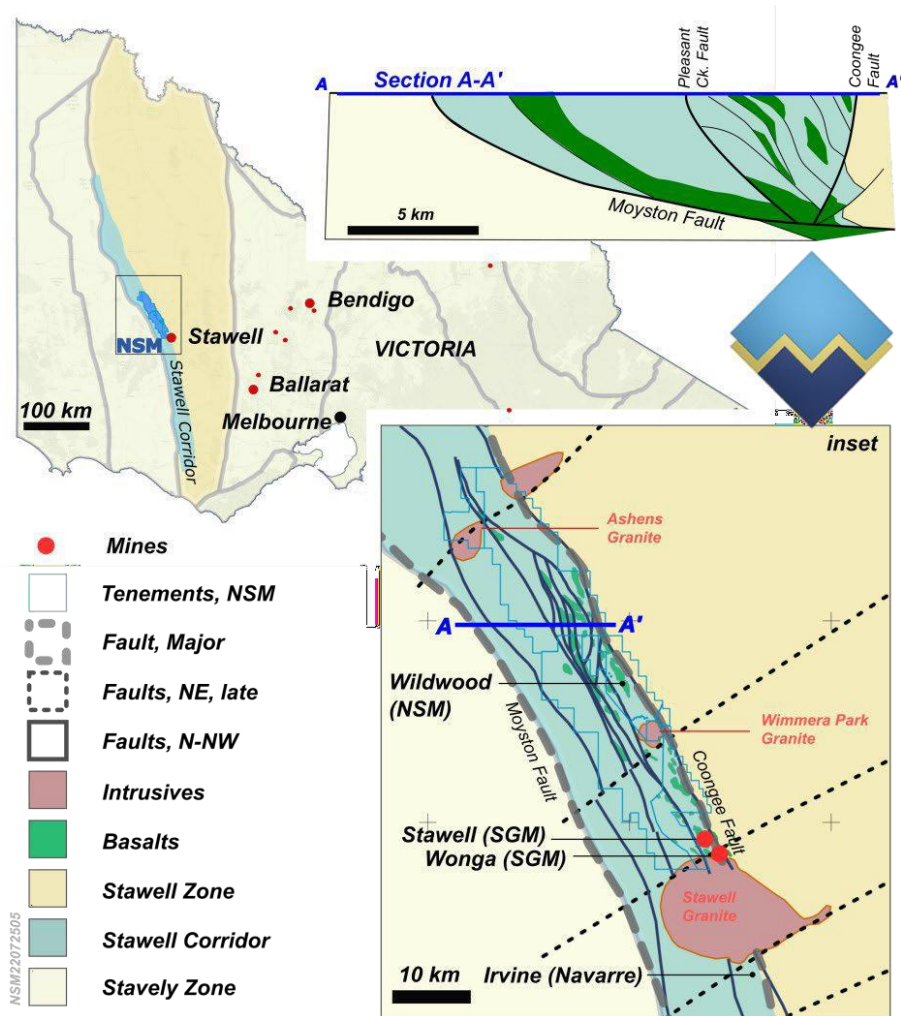 A
Section A-A'
Pleasant
Ck. Fault
Coongee
Fault
A'
Moyston Fault
5 km
Bendigo
Stawell
NSM
VICTORIA
Ballarat
Melbourne
100 km
Stawell Corridor
inset
Ashens
Granite
A
A'
Wildwood
(NSM)
Moyston Fault
Wimmera Park
Granite
Coongee Fault
Stawell (SGM)
Wonga (SGM)
Stawell
Granite
Irvine (Navarre)
10 km
Mines
Tenements, NSM
Fault, Major
Faults, NE, late
Faults, N-NW
Intrusives
Basalts
Stawell Zone
Stawell Corridor
Stavely Zone
NSM22072505